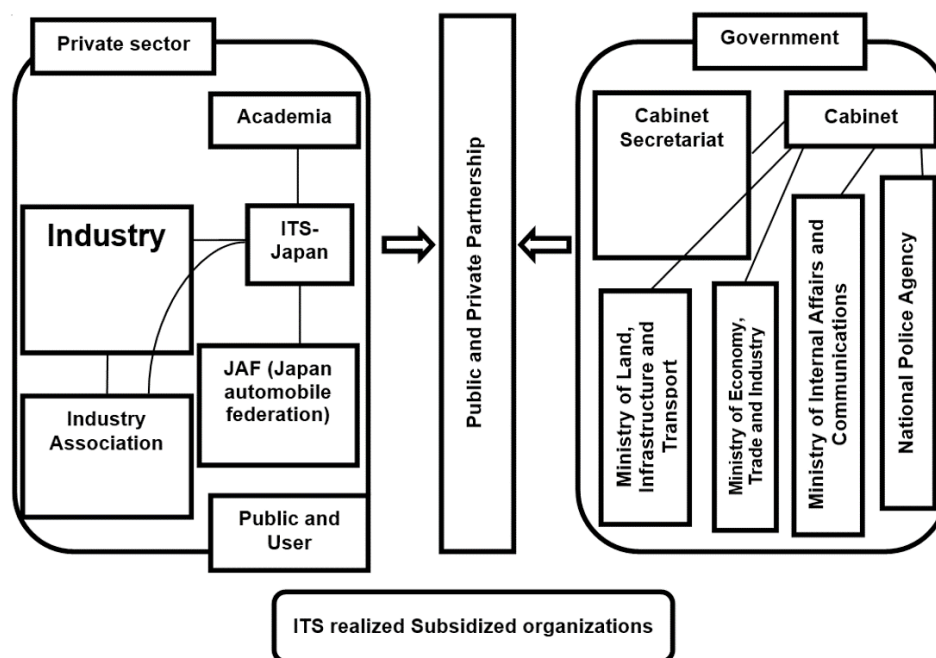 Private sector
Academia
Industry
ITS-
Japan
JAF (Japan
automobile
federation)
Industry
Association
Public and
User
Public and Private Partnership
Government
Cabinet
Secretariat
Cabinet
Ministry of Land,
Infrastructure and
Transport
Ministry of Economy,
Trade and Industry
Ministry of Internal Affairs and
Communications
National Police Agency
ITS realized Subsidized organizations